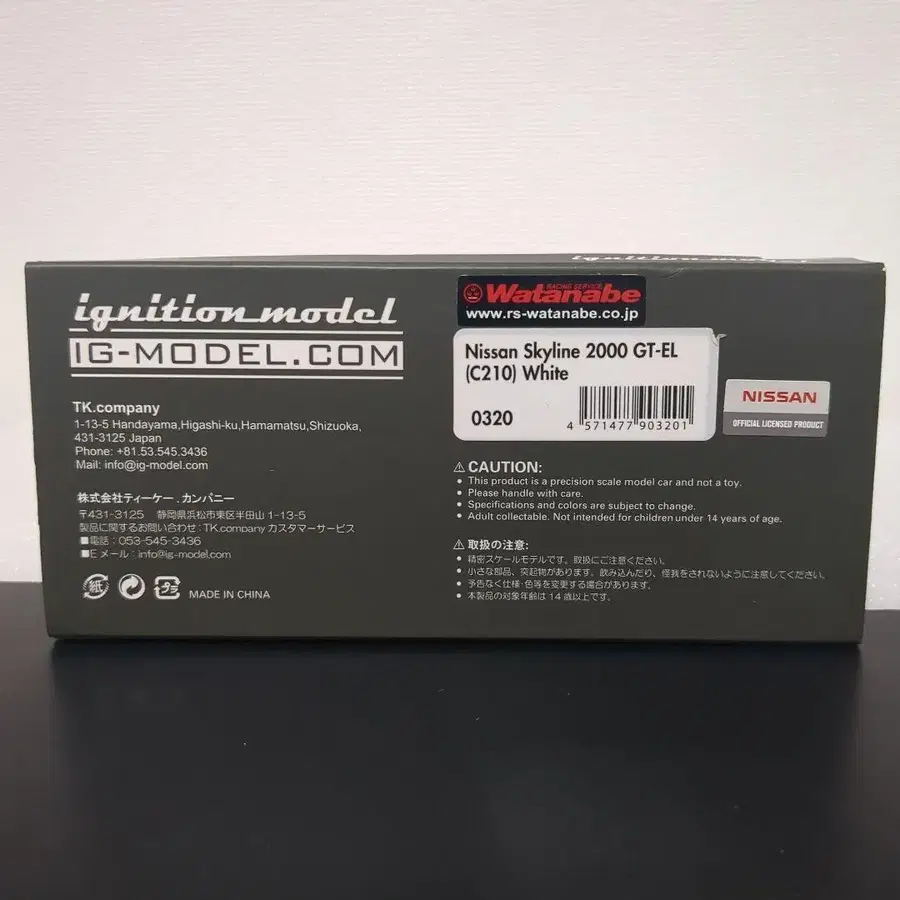 ignition model
ignition model
IG-MODEL.COM
TK.company
1-13-5 Handayama,Higashi-ku,Hamamatsu,Shizuoka,
431-3125 Japan
Phone: +81.53.545.3436
Mail: info@ig-model.com
株式会社ティーケー．カンパニー
〒431-3125 静岡県浜松市東区半田山1-13-5
製品に関するお問い合わせ：TK.company カスタマーサービス
■電話：053-545-3436
■Eメール：info@ig-model.com
紙
プラ
MADE IN CHINA
RACING SERVICE
Watanabe
www.rs-watanabe.co.jp
Nissan Skyline 2000 GT-EL
(C210) White
0320
4 571477 903201
NISSAN
OFFICIAL LICENSED PRODUCT
⚠ CAUTION:
• This product is a precision scale model car and not a toy.
• Please handle with care.
• Specifications and colors are subject to change.
• Adult collectable. Not intended for children under 14 years of age.
⚠ 取扱の注意:
• 精密スケールモデルです。取扱にご注意ください。
• 小さな部品、突起物があります。飲み込んだり、怪我をされないように注意してください。
• 予告なく仕様・色等を変更する場合があります。
• 本製品の対象年齢は14歳以上です。